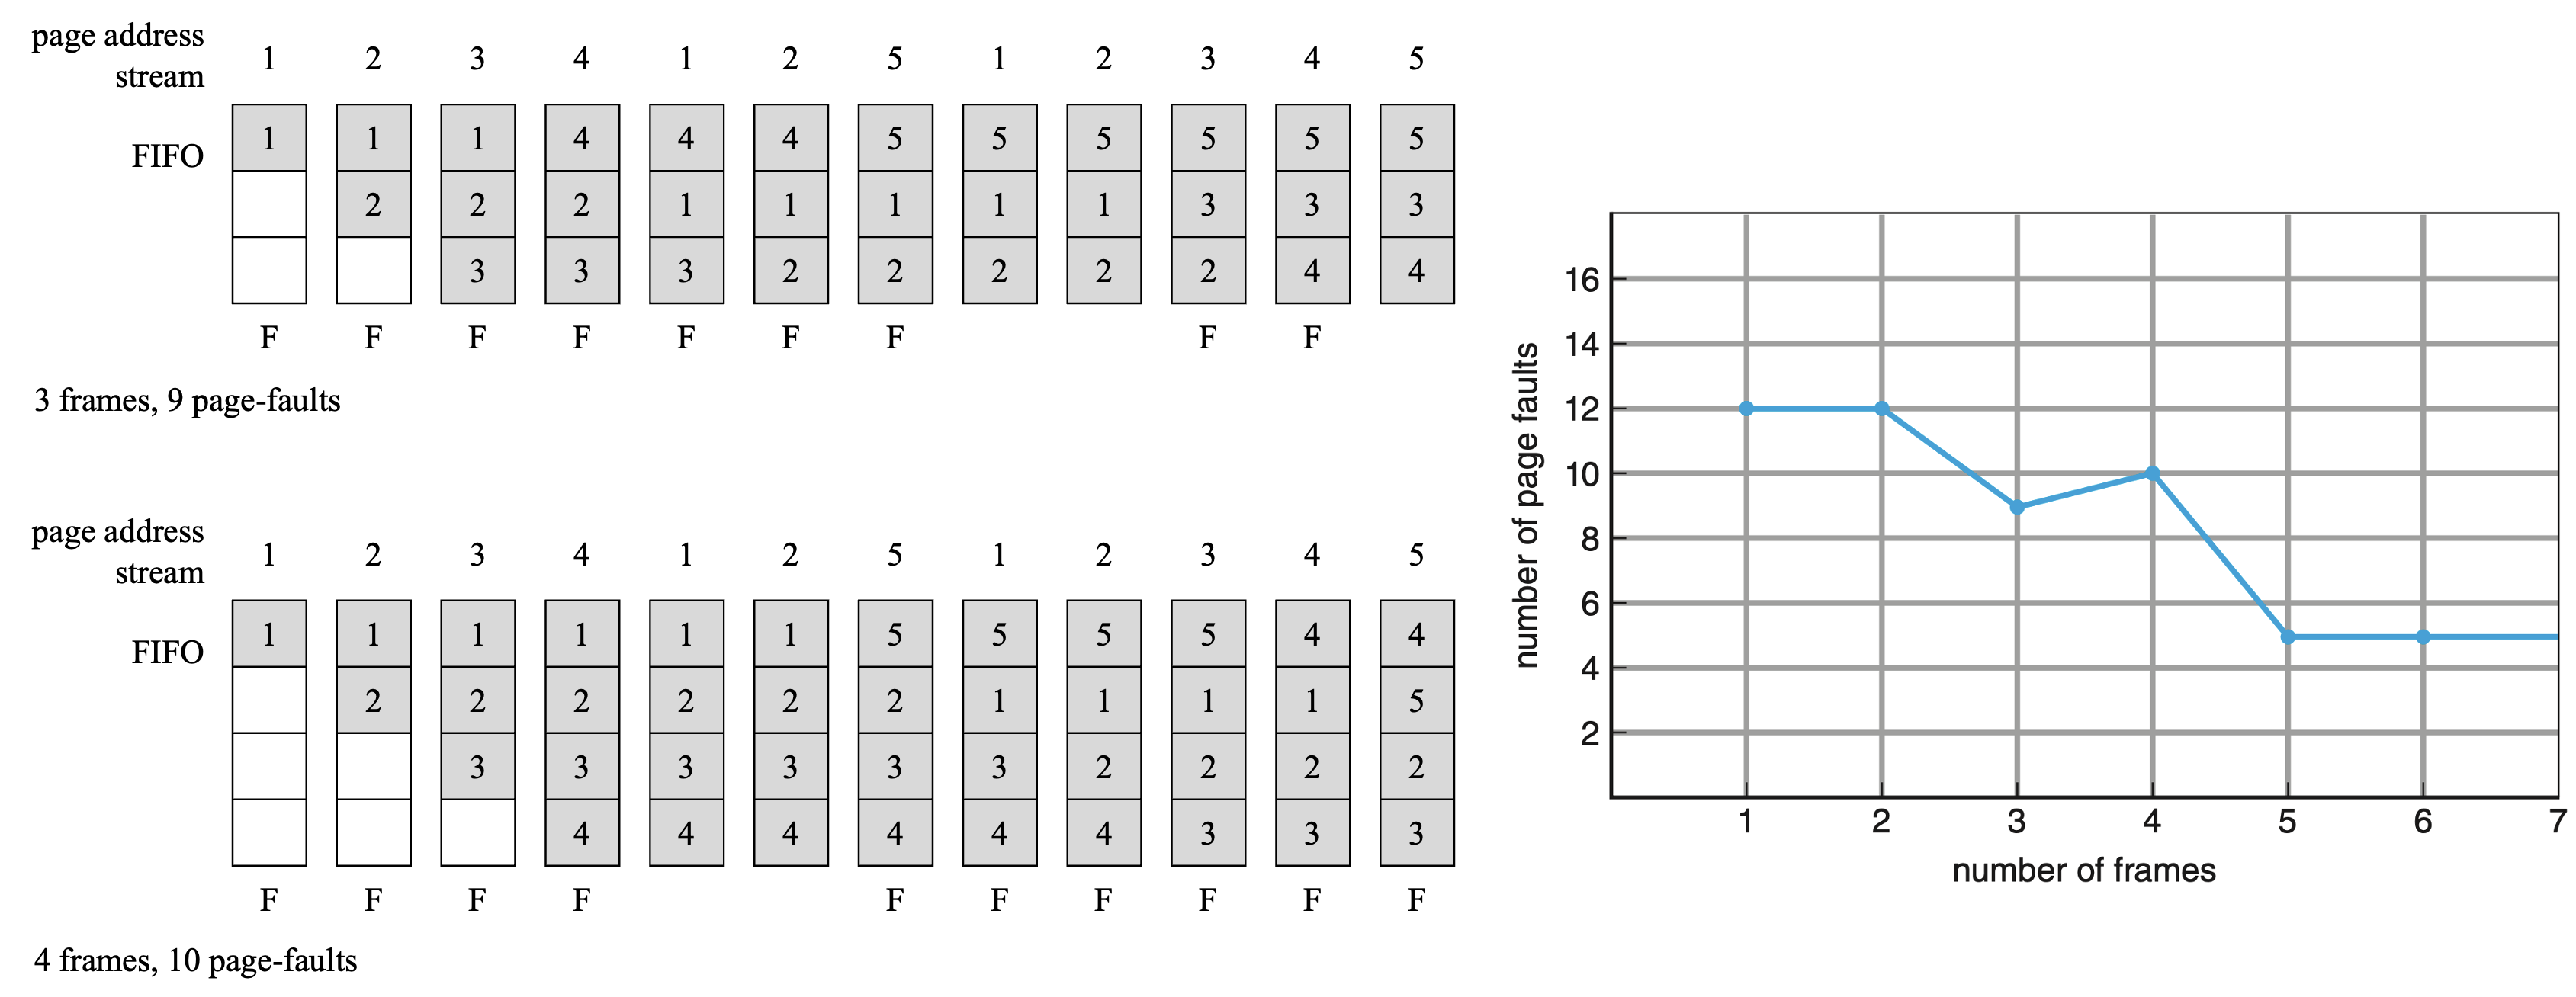 page address
stream 1 2 3 4 1 2 5 1 2 3 4 5
FIFO 1 1 1 4 4 4 5 5 5 5 5 5
2 2 2 1 1 1 1 1 3 3 3
3 3 3 2 2 2 2 2 4 4
F F F F F F F F F
3 frames, 9 page-faults
page address
stream 1 2 3 4 1 2 5 1 2 3 4 5
FIFO 1 1 1 1 1 1 5 5 5 5 4 4
2 2 2 2 2 2 1 1 1 1 5
3 3 3 3 3 3 2 2 2 2
4 4 4 4 4 4 3 3 3
F F F F F F F F F F
4 frames, 10 page-faults
number of page faults
16
14
12
10
8
6
4
2
1 2 3 4 5 6 7
number of frames